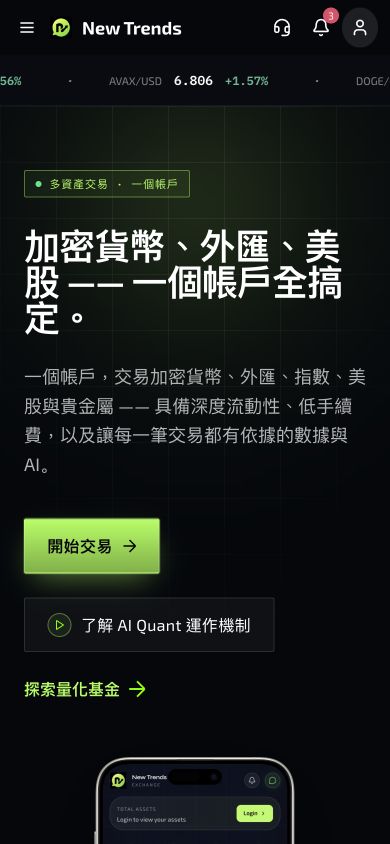 New Trends
3
56% · AVAX/USD 6.806 +1.57% · DOGE/
多資產交易 · 一個帳戶
加密貨幣、外匯、美
股 —— 一個帳戶全搞
定。
一個帳戶，交易加密貨幣、外匯、指數、美
股與貴金屬 —— 具備深度流動性、低手續
費，以及讓每一筆交易都有依據的數據與
AI。
開始交易 →
了解 AI Quant 運作機制
探索量化基金 →
New Trends
EXCHANGE
TOTAL ASSETS
Login to view your assets
Login ›